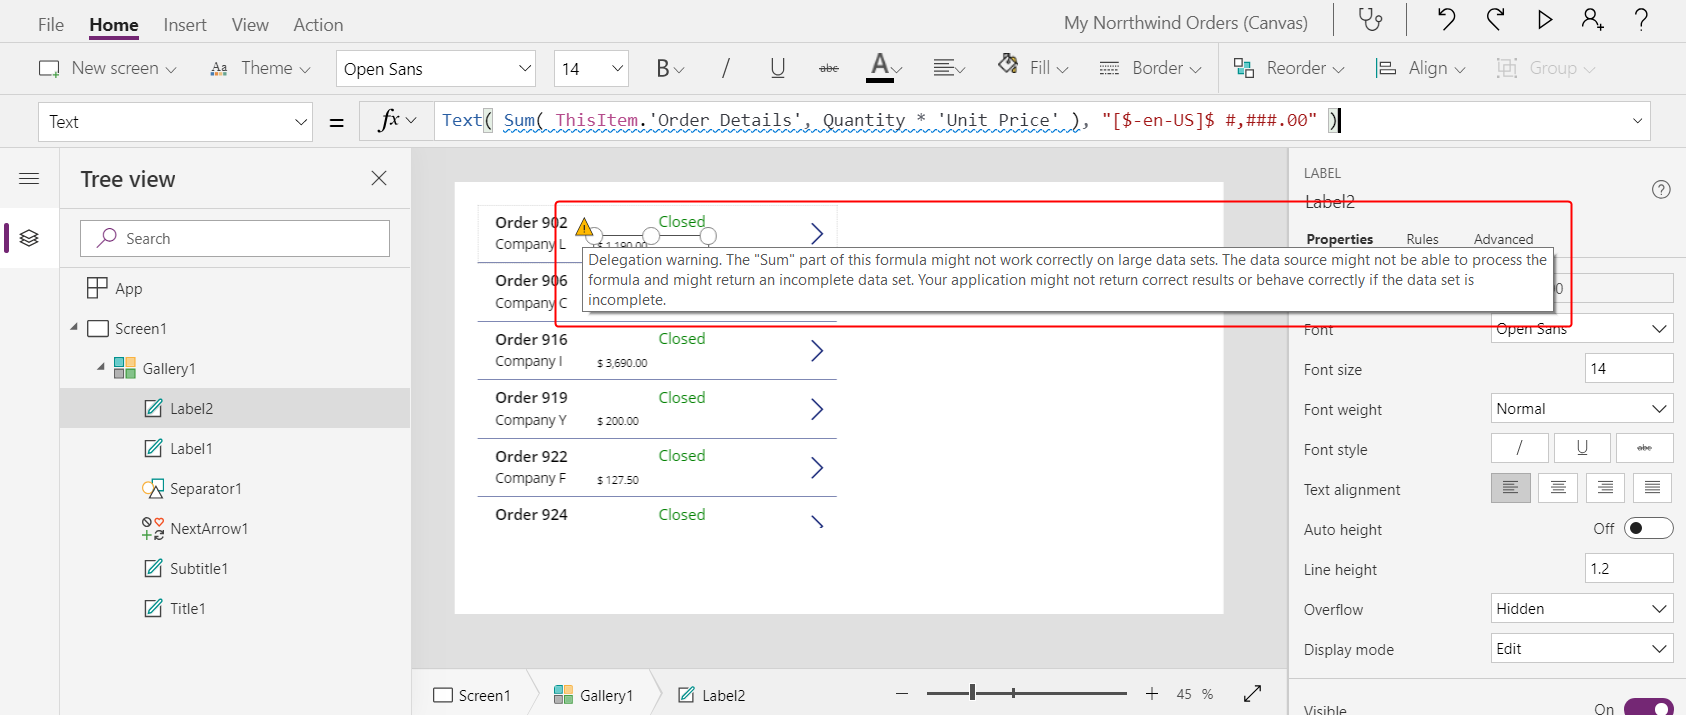 File Home Insert View Action My Norrthwind Orders (Canvas) ?
New screen Aa Theme Open Sans 14 B / U abc A Fill Border Reorder Align Group
Text = fx Text( Sum( ThisItem.'Order Details', Quantity * 'Unit Price' ), "[$-en-US]$ #,###.00" )
Tree view
Search
App
Screen1
Gallery1
Label2
Label1
Separator1
NextArrow1
Subtitle1
Title1
Order 902 Closed
Company L $ 1,190.00
Delegation warning. The "Sum" part of this formula might not work correctly on large data sets. The data source might not be able to process the
formula and might return an incomplete data set. Your application might not return correct results or behave correctly if the data set is
incomplete.
Order 906
Company C
Order 916 Closed
Company I $ 3,690.00
Order 919 Closed
Company Y $ 200.00
Order 922 Closed
Company F $ 127.50
Order 924 Closed
Screen1 Gallery1 Label2 45 %
LABEL
Label2 ?
Properties Rules Advanced
Font Open Sans
Font size 14
Font weight Normal
Font style / U abc
Text alignment
Auto height Off
Line height 1.2
Overflow Hidden
Display mode Edit
Visible On